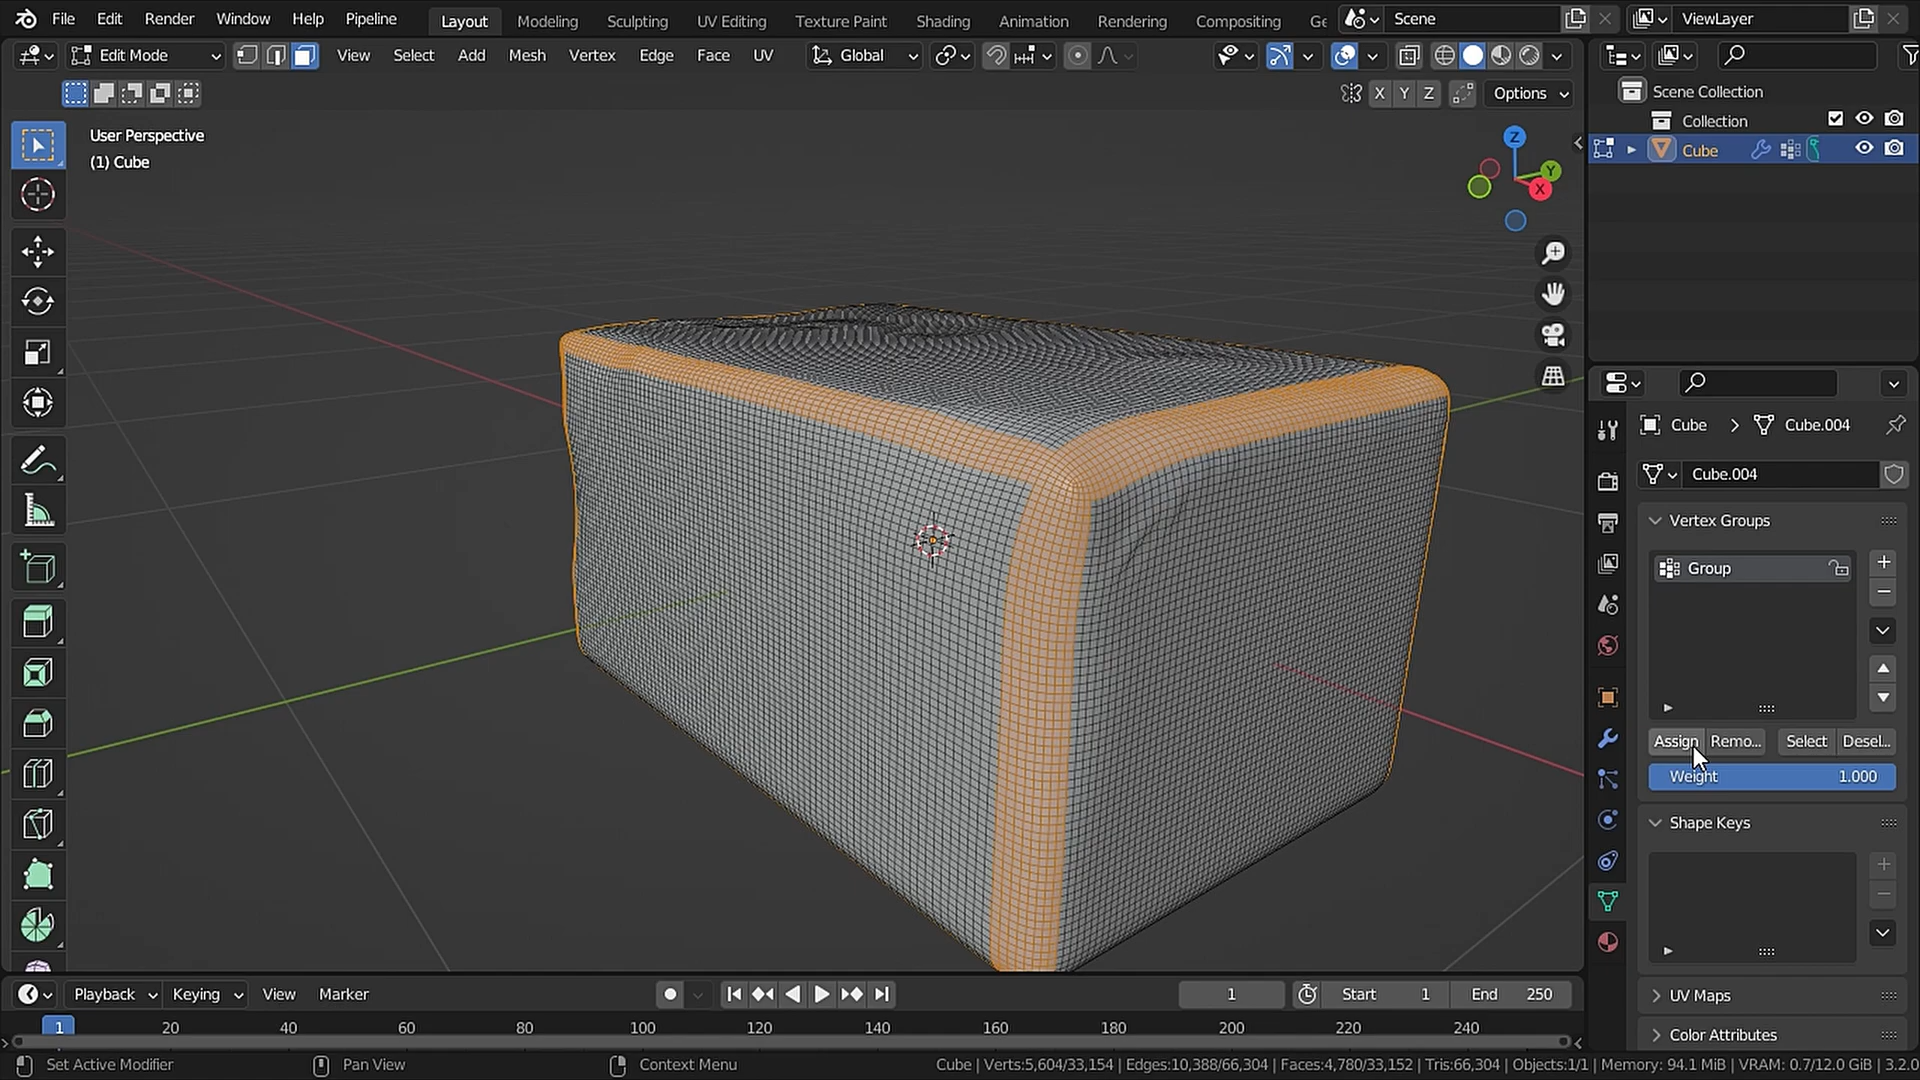 File Edit Render Window Help Pipeline Layout Modeling Sculpting UV Editing Texture Paint Shading Animation Rendering Compositing Ge Scene ViewLayer
Edit Mode View Select Add Mesh Vertex Edge Face UV Global
X Y Z Options
User Perspective
(1) Cube
Z
Y
X
Scene Collection
Collection
Cube
Cube > Cube.004
Cube.004
Vertex Groups
Group
Assign Remo... Select Desel...
Weight 1.000
Shape Keys
UV Maps
Color Attributes
Playback Keying View Marker 1 Start 1 End 250
1 20 40 60 80 100 120 140 160 180 200 220 240
Set Active Modifier Pan View Context Menu Cube | Verts:5,604/33,154 | Edges:10,388/66,304 | Faces:4,780/33,152 | Tris:66,304 | Objects:1/1 | Memory: 94.1 MiB | VRAM: 0.7/12.0 GiB | 3.2.0